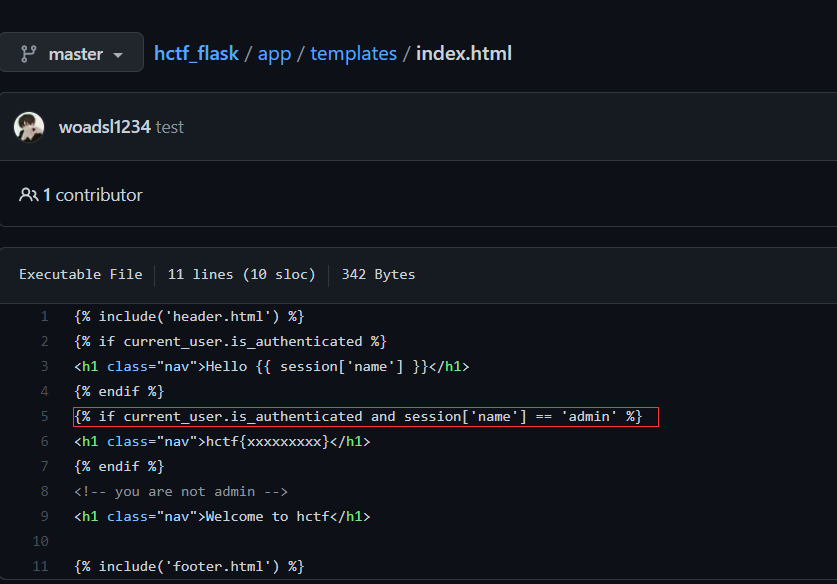 master hctf_flask / app / templates / index.html
woadsl1234 test
1 contributor
Executable File 11 lines (10 sloc) 342 Bytes
1 {% include('header.html') %}
2 {% if current_user.is_authenticated %}
3 <h1 class="nav">Hello {{ session['name'] }}</h1>
4 {% endif %}
5 {% if current_user.is_authenticated and session['name'] == 'admin' %}
6 <h1 class="nav">hctf{xxxxxxxxx}</h1>
7 {% endif %}
8 <!-- you are not admin -->
9 <h1 class="nav">Welcome to hctf</h1>
10
11 {% include('footer.html') %}